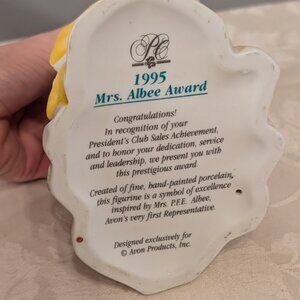 1995
Mrs. Albee Award
Congratulations!
In recognition of your
President's Club Sales Achievement,
and to honor your dedication, service
and leadership, we present you with
this prestigious award.
Created of fine, hand-painted porcelain,
this figurine is a symbol of excellence
inspired by Mrs. P.F.E. Albee,
Avon's very first Representative.
Designed exclusively for
© Avon Products, Inc.